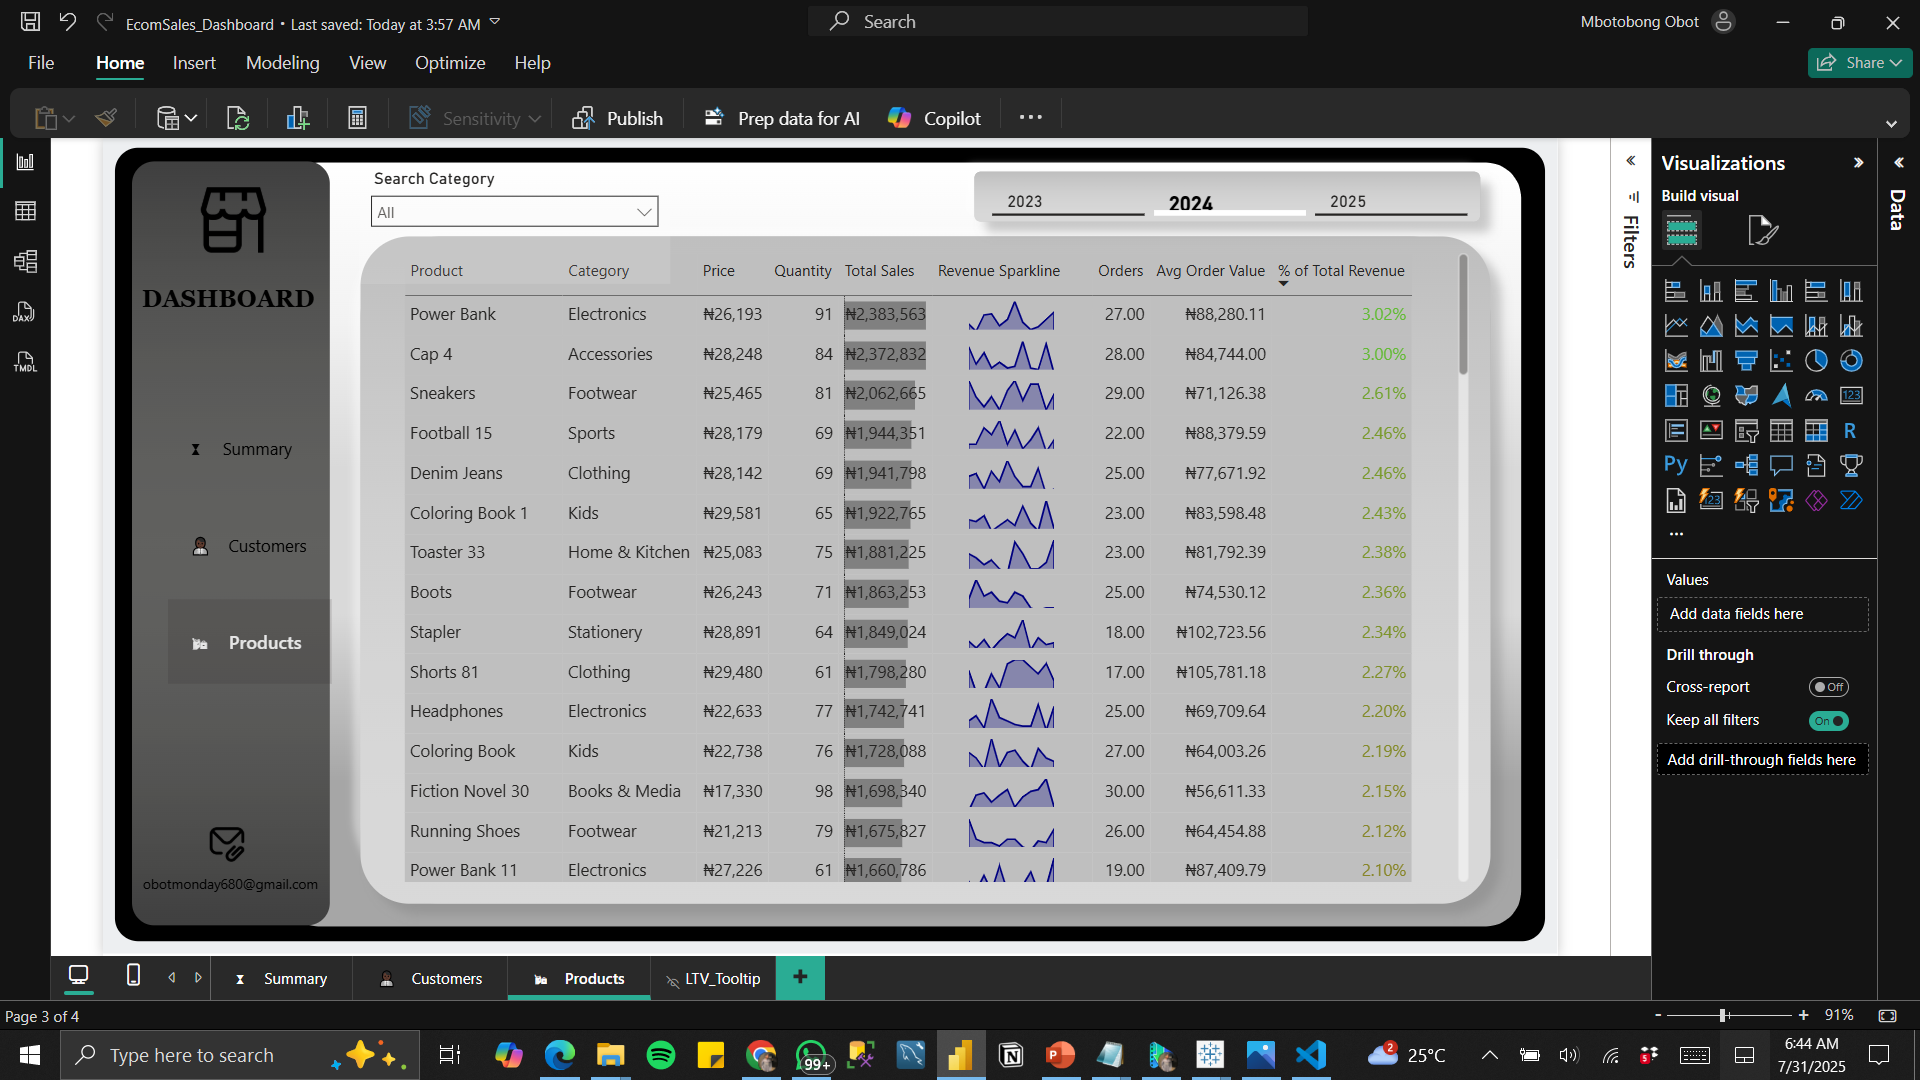 EcomSales_Dashboard • Last saved: Today at 3:57 AM
Search
Mbotobong Obot
File Home Insert Modeling View Optimize Help
Share
Sensitivity Publish Prep data for AI Copilot
DAX
TMDL
DASHBOARD
Summary
Customers
Products
obotmonday680@gmail.com
Search Category
All
2023 2024 2025
Product Category Price Quantity Total Sales Revenue Sparkline Orders Avg Order Value % of Total Revenue
Power Bank Electronics ₦26,193 91 ₦2,383,563 27.00 ₦88,280.11 3.02%
Cap 4 Accessories ₦28,248 84 ₦2,372,832 28.00 ₦84,744.00 3.00%
Sneakers Footwear ₦25,465 81 ₦2,062,665 29.00 ₦71,126.38 2.61%
Football 15 Sports ₦28,179 69 ₦1,944,351 22.00 ₦88,379.59 2.46%
Denim Jeans Clothing ₦28,142 69 ₦1,941,798 25.00 ₦77,671.92 2.46%
Coloring Book 1 Kids ₦29,581 65 ₦1,922,765 23.00 ₦83,598.48 2.43%
Toaster 33 Home & Kitchen ₦25,083 75 ₦1,881,225 23.00 ₦81,792.39 2.38%
Boots Footwear ₦26,243 71 ₦1,863,253 25.00 ₦74,530.12 2.36%
Stapler Stationery ₦28,891 64 ₦1,849,024 18.00 ₦102,723.56 2.34%
Shorts 81 Clothing ₦29,480 61 ₦1,798,280 17.00 ₦105,781.18 2.27%
Headphones Electronics ₦22,633 77 ₦1,742,741 25.00 ₦69,709.64 2.20%
Coloring Book Kids ₦22,738 76 ₦1,728,088 27.00 ₦64,003.26 2.19%
Fiction Novel 30 Books & Media ₦17,330 98 ₦1,698,340 30.00 ₦56,611.33 2.15%
Running Shoes Footwear ₦21,213 79 ₦1,675,827 26.00 ₦64,454.88 2.12%
Power Bank 11 Electronics ₦27,226 61 ₦1,660,786 19.00 ₦87,409.79 2.10%
Filters
Visualizations
Build visual
123
R
Py
123
Values
Add data fields here
Drill through
Cross-report Off
Keep all filters On
Add drill-through fields here
Data
Summary Customers Products LTV_Tooltip
Page 3 of 4
91%
Type here to search
99+
2
25°C
5
6:44 AM
7/31/2025